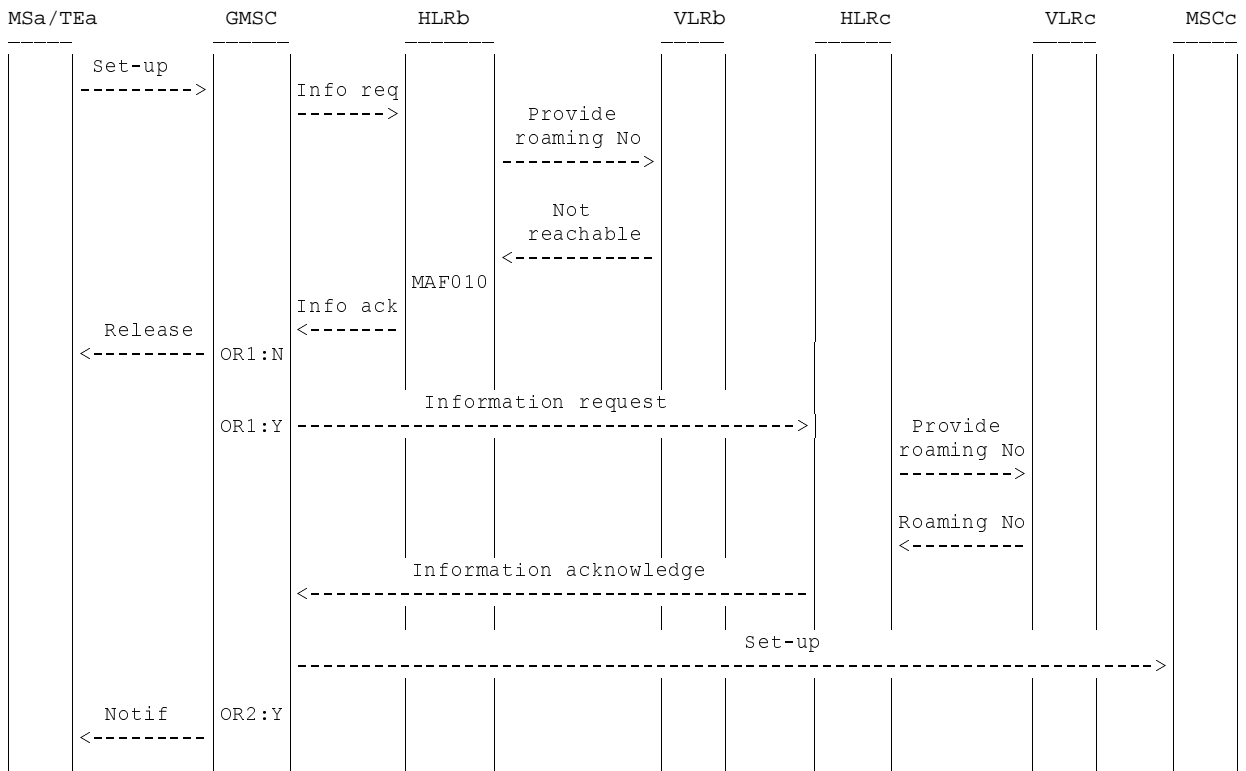 MSa/TEa GMSC HLRb VLRb HLRc VLRc MSCc
Set-up
Info req
Provide
roaming No
Not
reachable
MAF010
Info ack
Release
OR1:N
Information request
OR1:Y
Provide
roaming No
Roaming No
Information acknowledge
Set-up
Notif OR2:Y